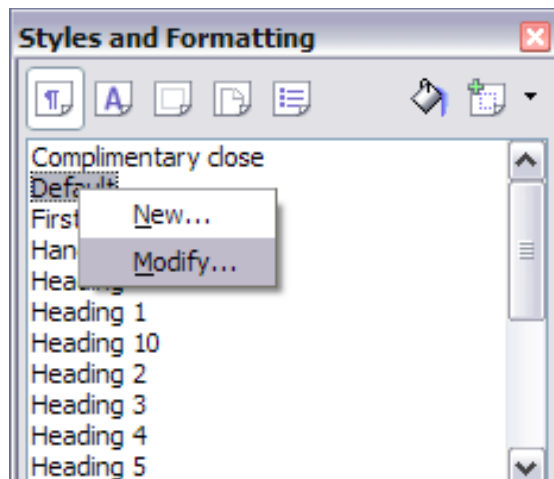 Styles and Formatting
Complimentary close
Default
First
New...
Han
Modify...
Heading 1
Heading 10
Heading 2
Heading 3
Heading 4
Heading 5